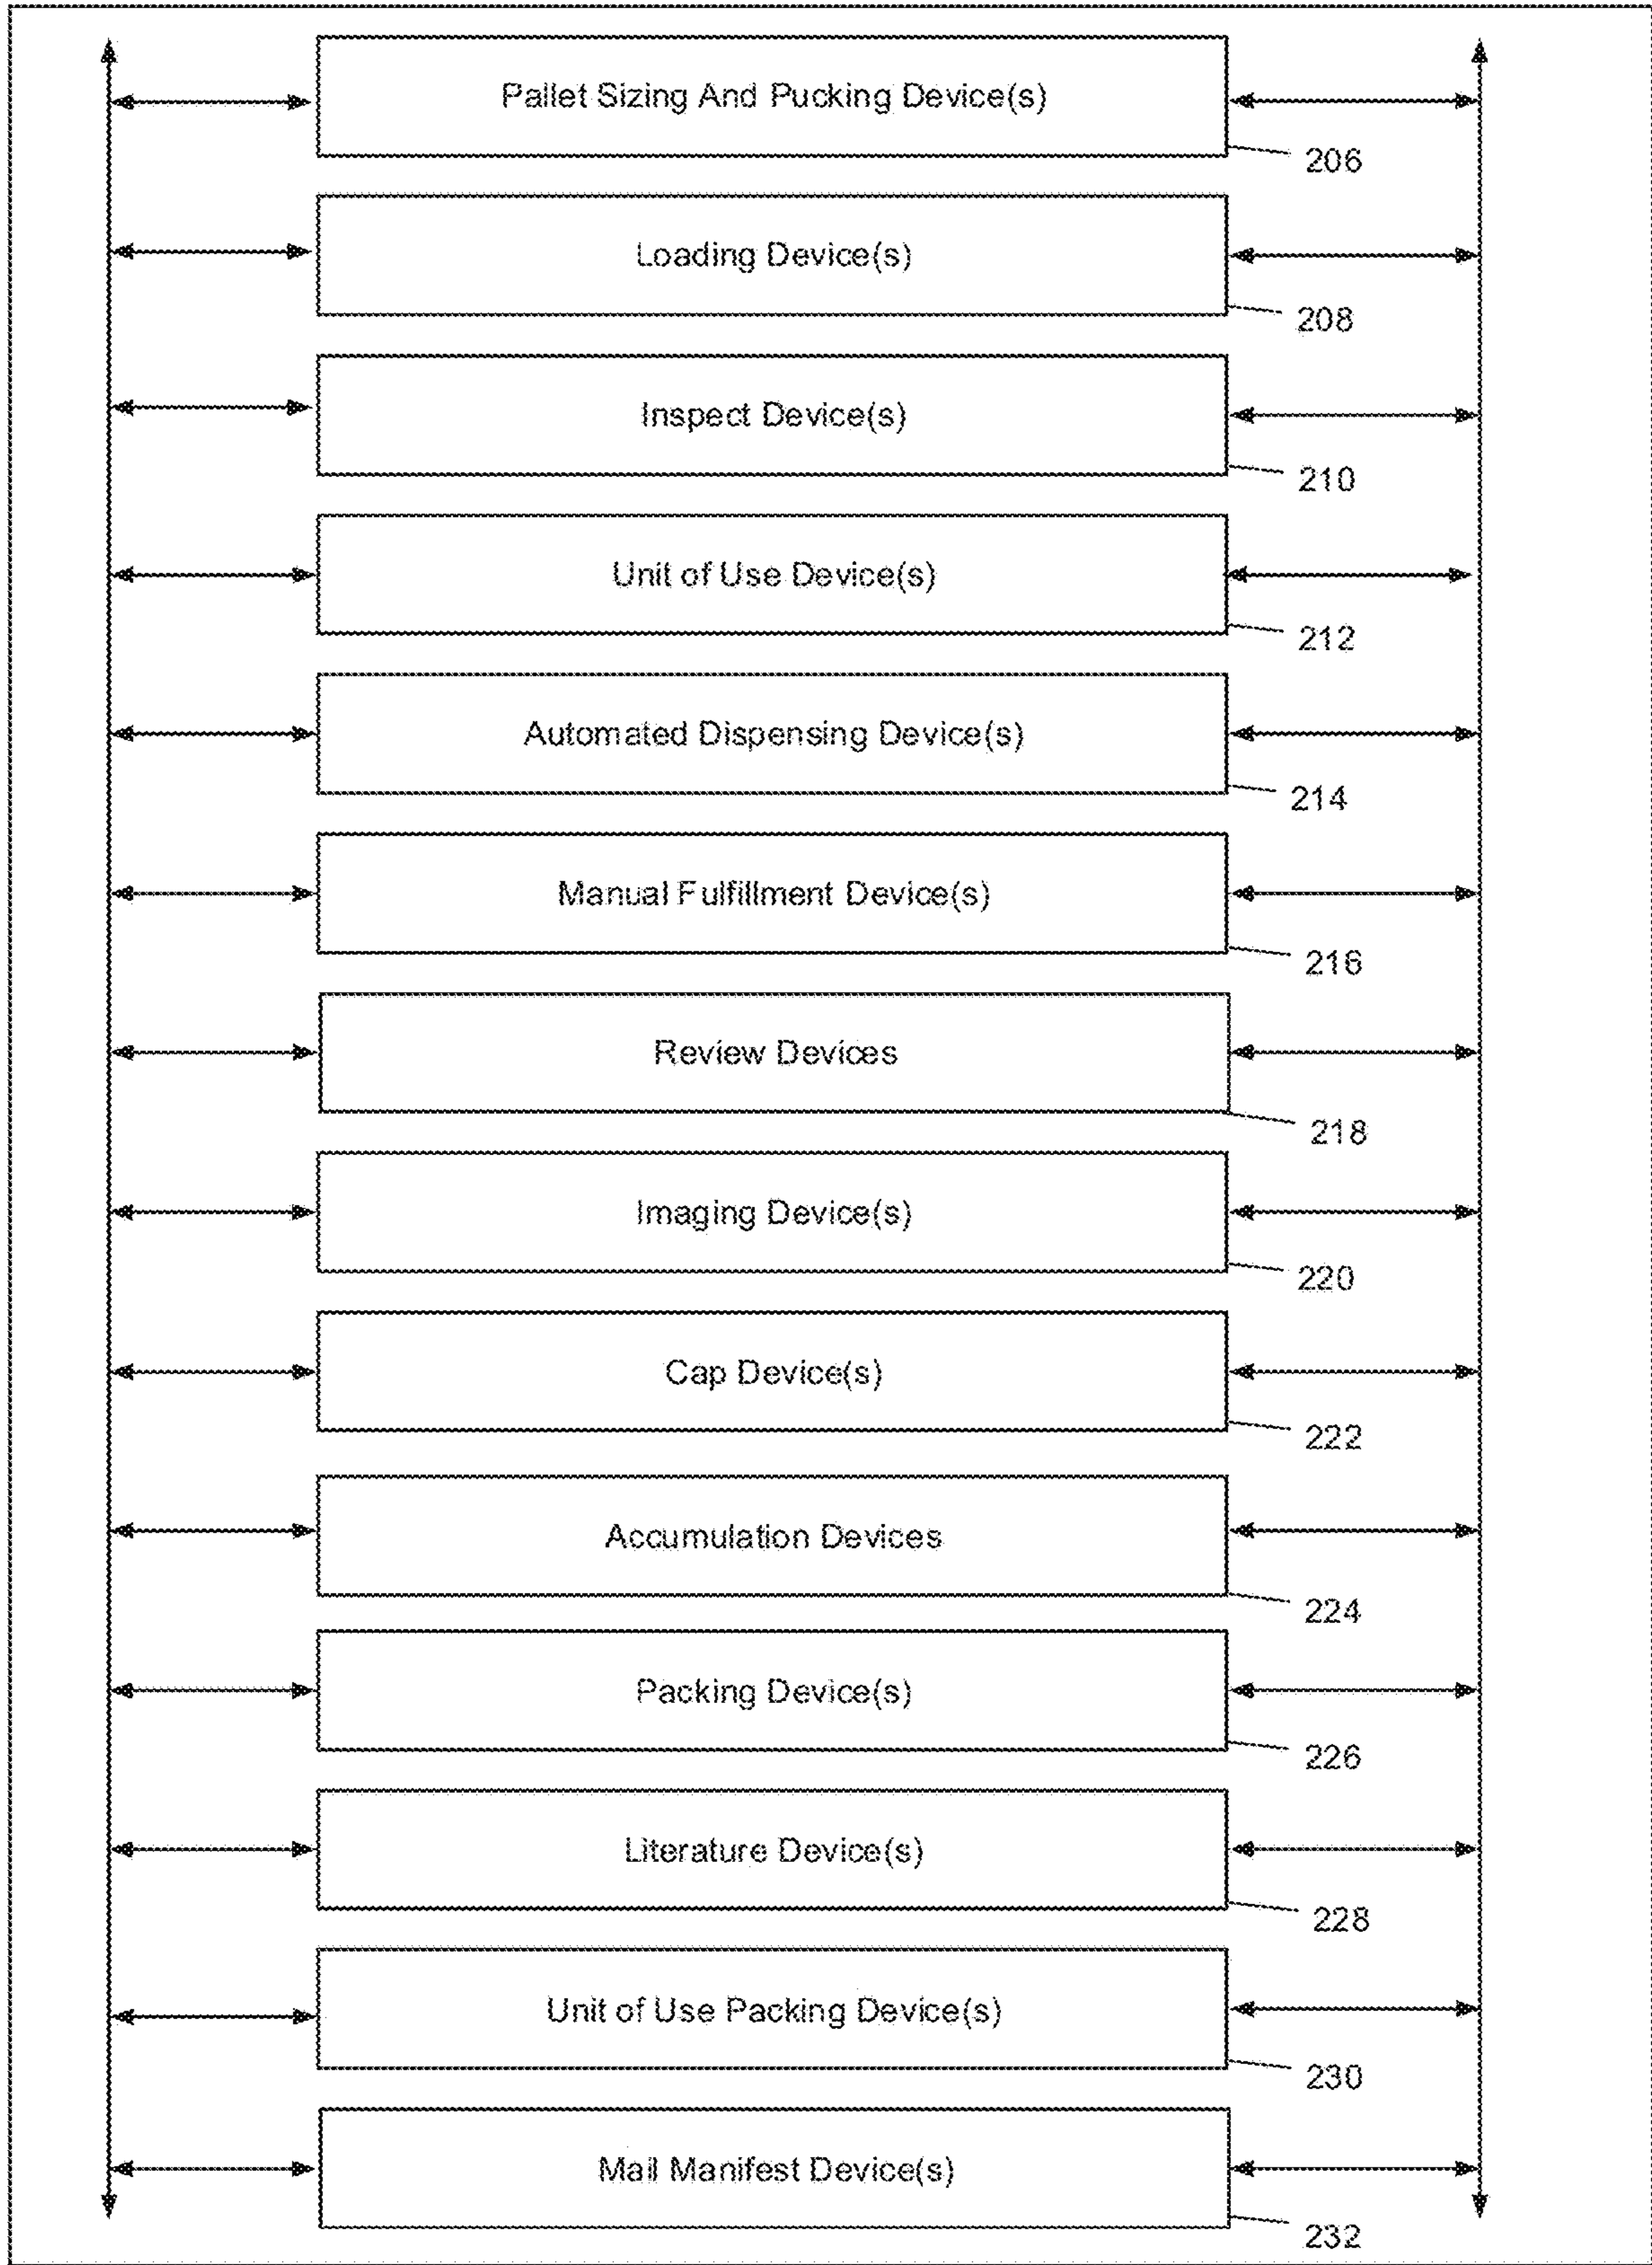 Pallet Sizing And Pucking Device(s)
206
Loading Device(s)
208
Inspect Device(s)
210
Unit of Use Device(s)
212
Automated Dispensing Device(s)
214
Manual Fulfillment Device(s)
216
Review Devices
218
Imaging Device(s)
220
Cap Device(s)
222
Accumulation Devices
224
Packing Device(s)
226
Literature Device(s)
228
Unit of Use Packing Device(s)
230
Mail Manifest Device(s)
232